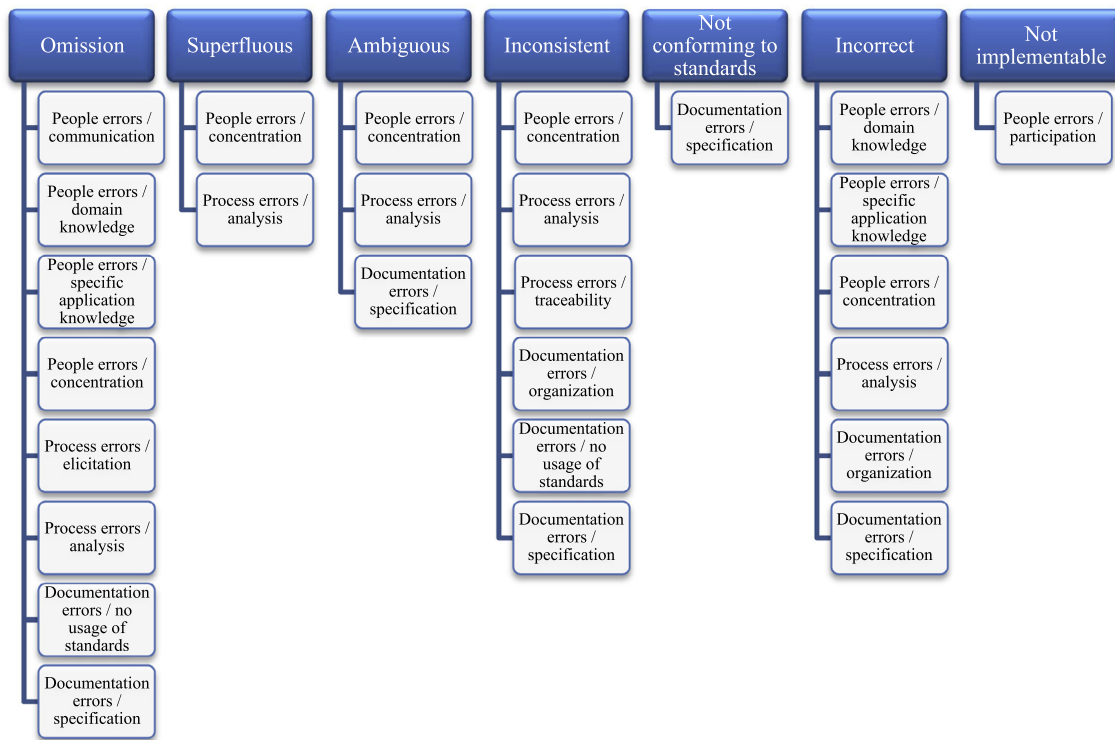 Omission
People errors /
communication
People errors /
domain
knowledge
People errors /
specific
application
knowledge
People errors /
concentration
Process errors /
elicitation
Process errors /
analysis
Documentation
errors / no
usage of
standards
Documentation
errors /
specification
Superfluous
People errors /
concentration
Process errors /
analysis
Ambiguous
People errors /
concentration
Process errors /
analysis
Documentation
errors /
specification
Inconsistent
People errors /
concentration
Process errors /
analysis
Process errors /
traceability
Documentation
errors /
organization
Documentation
errors / no
usage of
standards
Documentation
errors /
specification
Not
conforming to
standards
Documentation
errors /
specification
Incorrect
People errors /
domain
knowledge
People errors /
specific
application
knowledge
People errors /
concentration
Process errors /
analysis
Documentation
errors /
organization
Documentation
errors /
specification
Not
implementable
People errors /
participation